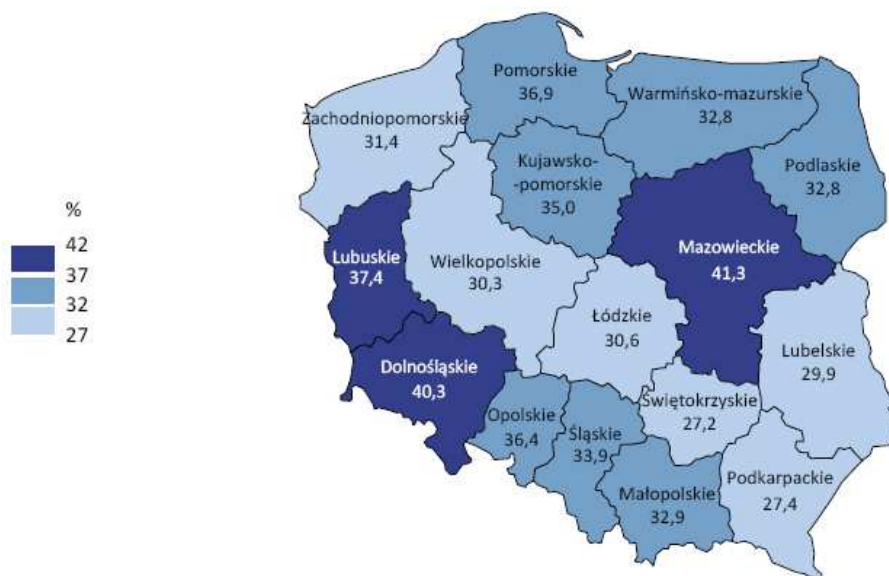 %
42
37
32
27
Pomorskie
36,9
Warmińsko-mazurskie
32,8
Zachodniopomorskie
31,4
Kujawsko-
-pomorskie
35,0
Podlaskie
32,8
Mazowieckie
41,3
Lubuskie
37,4
Wielkopolskie
30,3
Łódzkie
30,6
Lubelskie
29,9
Dolnośląskie
40,3
Świętokrzyskie
27,2
Opolskie
36,4
Śląskie
33,9
Podkarpackie
27,4
Małopolskie
32,9